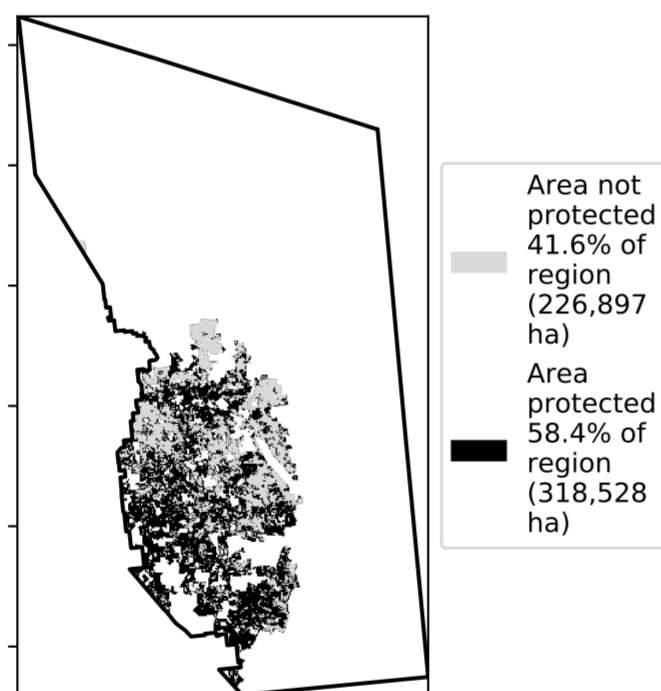 Area not
protected
41.6% of
region
(226,897
ha)
Area
protected
58.4% of
region
(318,528
ha)